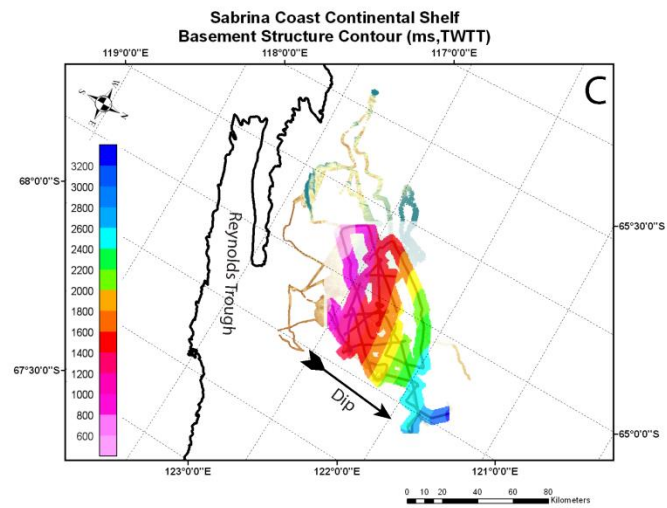 Sabrina Coast Continental Shelf
Basement Structure Contour (ms,TWTT)
119°0'0"E 118°0'0"E 117°0'0"E
C
S W E N
3200
3000
2800
2600
2400
2200
2000
1800
1600
1400
1200
1000
800
600
68°0'0"S
67°30'0"S
65°30'0"S
65°0'0"S
Reynolds Trough
Dip
123°0'0"E 122°0'0"E 121°0'0"E
0 10 20 40 60 80
Kilometers